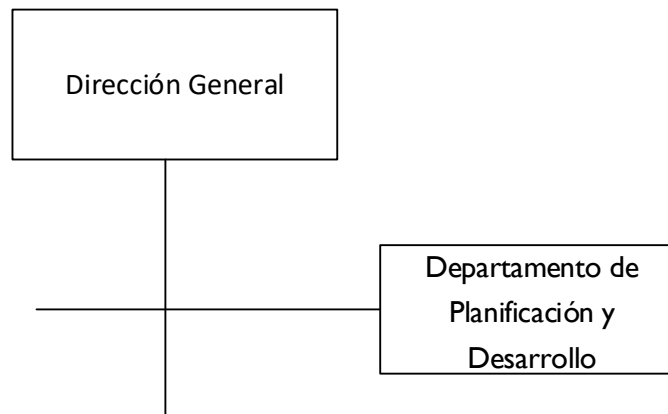 Dirección General
Departamento de
Planificación y
Desarrollo